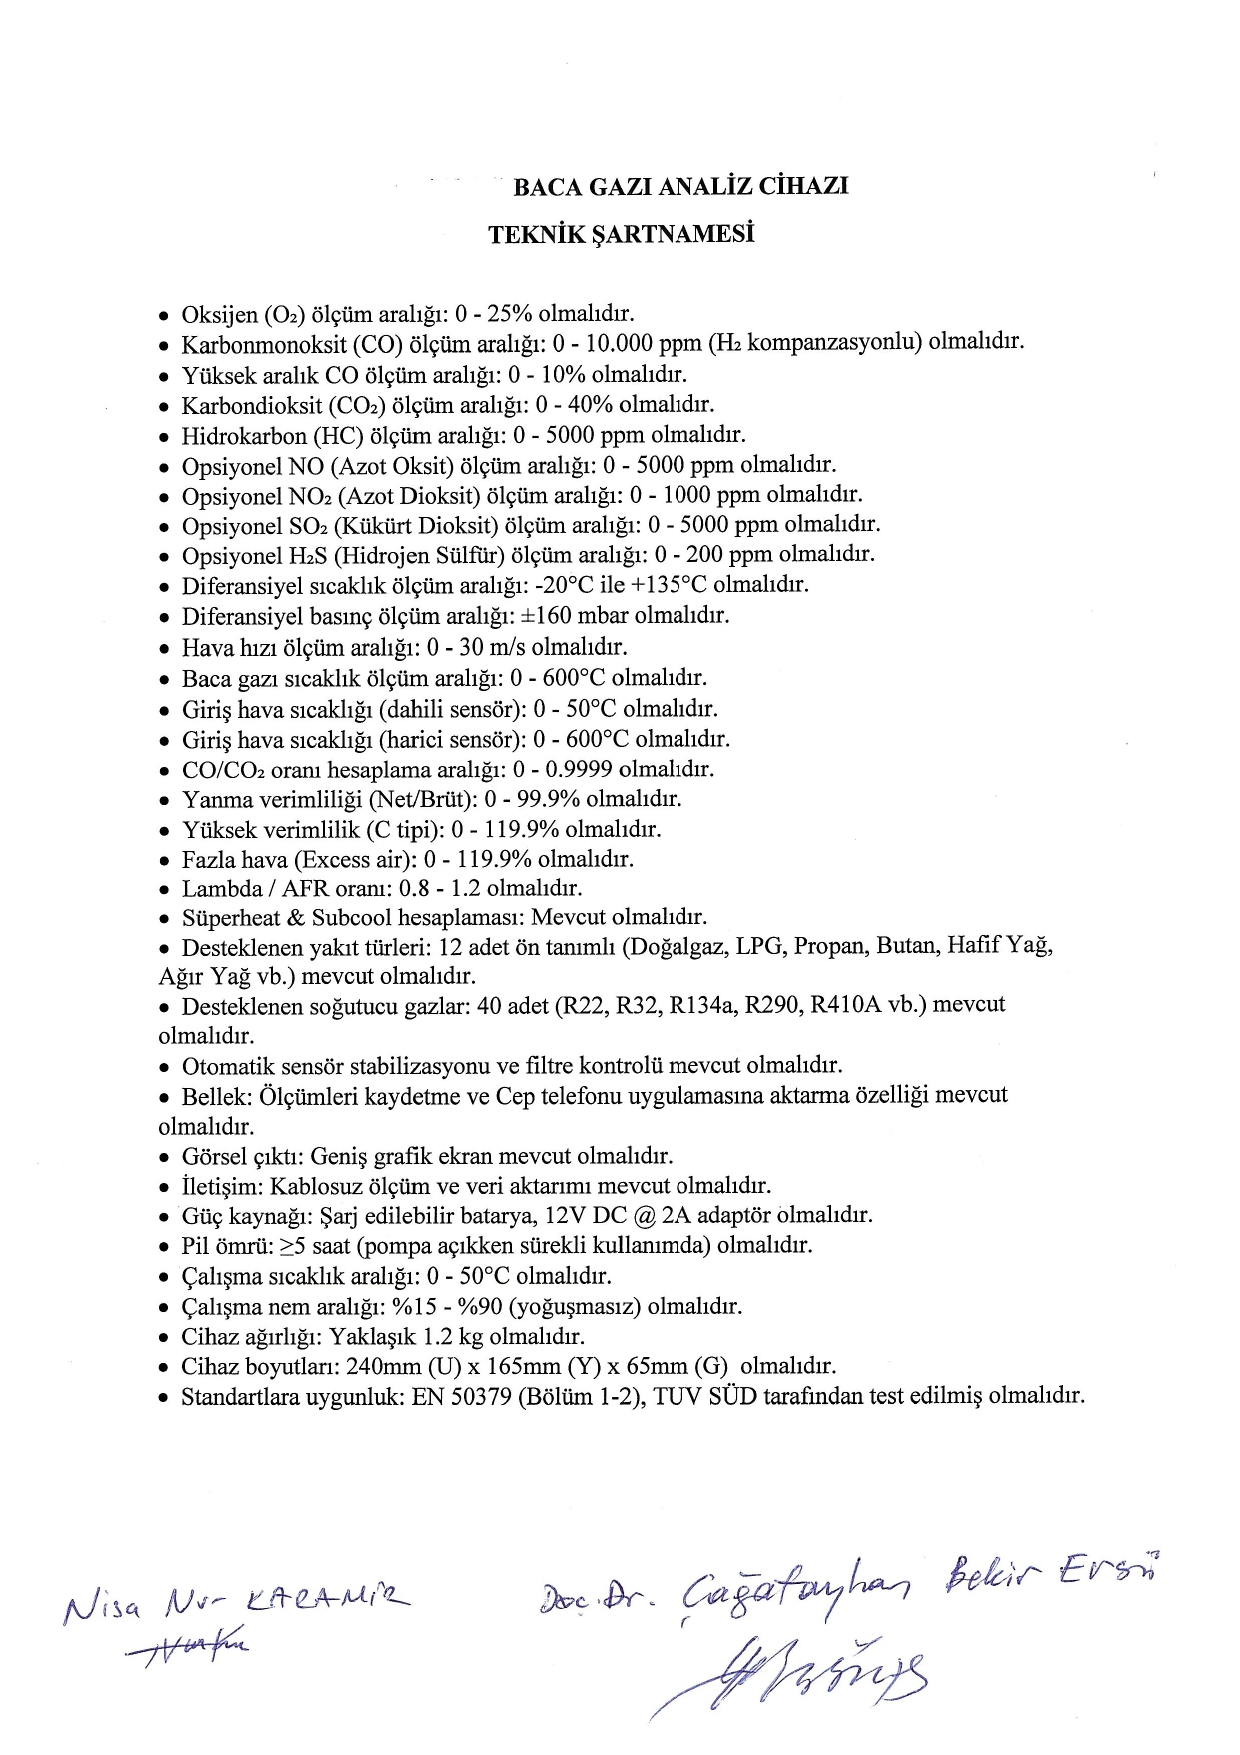 BACA GAZI ANALİZ CİHAZI
TEKNİK ŞARTNAMESİ
• Oksijen (O₂) ölçüm aralığı: 0 - 25% olmalıdır.
• Karbonmonoksit (CO) ölçüm aralığı: 0 - 10.000 ppm (H₂ kompanzasyonlu) olmalıdır.
• Yüksek aralık CO ölçüm aralığı: 0 - 10% olmalıdır.
• Karbondioksit (CO₂) ölçüm aralığı: 0 - 40% olmalıdır.
• Hidrokarbon (HC) ölçüm aralığı: 0 - 5000 ppm olmalıdır.
• Opsiyonel NO (Azot Oksit) ölçüm aralığı: 0 - 5000 ppm olmalıdır.
• Opsiyonel NO₂ (Azot Dioksit) ölçüm aralığı: 0 - 1000 ppm olmalıdır.
• Opsiyonel SO₂ (Kükürt Dioksit) ölçüm aralığı: 0 - 5000 ppm olmalıdır.
• Opsiyonel H₂S (Hidrojen Sülfür) ölçüm aralığı: 0 - 200 ppm olmalıdır.
• Diferansiyel sıcaklık ölçüm aralığı: -20°C ile +135°C olmalıdır.
• Diferansiyel basınç ölçüm aralığı: ±160 mbar olmalıdır.
• Hava hızı ölçüm aralığı: 0 - 30 m/s olmalıdır.
• Baca gazı sıcaklık ölçüm aralığı: 0 - 600°C olmalıdır.
• Giriş hava sıcaklığı (dahili sensör): 0 - 50°C olmalıdır.
• Giriş hava sıcaklığı (harici sensör): 0 - 600°C olmalıdır.
• CO/CO₂ oranı hesaplama aralığı: 0 - 0.9999 olmalıdır.
• Yanma verimliliği (Net/Brüt): 0 - 99.9% olmalıdır.
• Yüksek verimlilik (C tipi): 0 - 119.9% olmalıdır.
• Fazla hava (Excess air): 0 - 119.9% olmalıdır.
• Lambda / AFR oranı: 0.8 - 1.2 olmalıdır.
• Süperheat & Subcool hesaplaması: Mevcut olmalıdır.
• Desteklenen yakıt türleri: 12 adet ön tanımlı (Doğalgaz, LPG, Propan, Butan, Hafif Yağ,
Ağır Yağ vb.) mevcut olmalıdır.
• Desteklenen soğutucu gazlar: 40 adet (R22, R32, R134a, R290, R410A vb.) mevcut
olmalıdır.
• Otomatik sensör stabilizasyonu ve filtre kontrolü mevcut olmalıdır.
• Bellek: Ölçümleri kaydetme ve Cep telefonu uygulamasına aktarma özelliği mevcut
olmalıdır.
• Görsel çıktı: Geniş grafik ekran mevcut olmalıdır.
• İletişim: Kablosuz ölçüm ve veri aktarımı mevcut olmalıdır.
• Güç kaynağı: Şarj edilebilir batarya, 12V DC @ 2A adaptör olmalıdır.
• Pil ömrü: ≥5 saat (pompa açıkken sürekli kullanımda) olmalıdır.
• Çalışma sıcaklık aralığı: 0 - 50°C olmalıdır.
• Çalışma nem aralığı: %15 - %90 (yoğuşmasız) olmalıdır.
• Cihaz ağırlığı: Yaklaşık 1.2 kg olmalıdır.
• Cihaz boyutları: 240mm (U) x 165mm (Y) x 65mm (G) olmalıdır.
• Standartlara uygunluk: EN 50379 (Bölüm 1-2), TUV SÜD tarafından test edilmiş olmalıdır.
Nisa Nur KARAMIR Doç.Dr. Çağatayhan Bekir Ersü